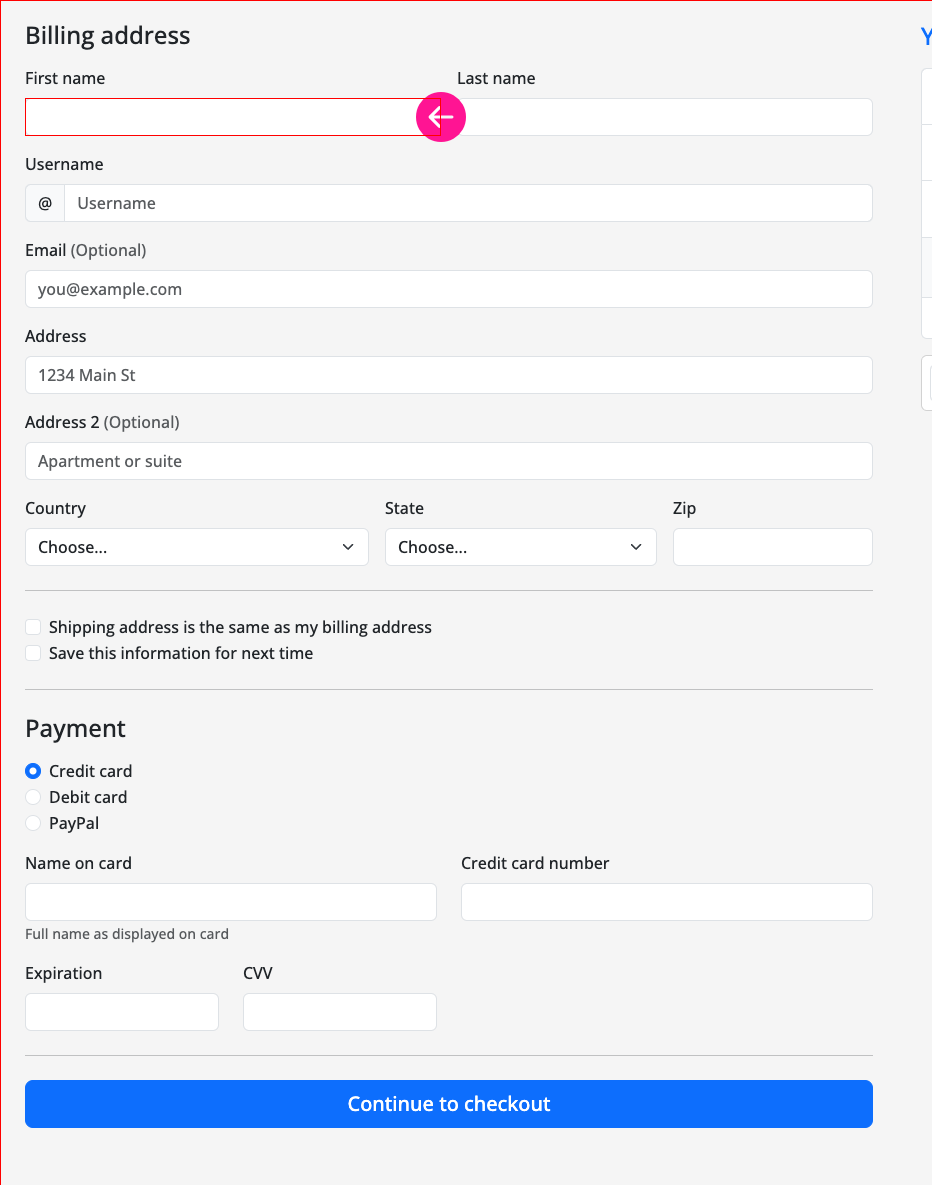 Billing address
Y
First name
Last name
Username
@ Username
Email (Optional)
you@example.com
Address
1234 Main St
Address 2 (Optional)
Apartment or suite
Country
State
Zip
Choose...
Choose...
Shipping address is the same as my billing address
Save this information for next time
Payment
Credit card
Debit card
PayPal
Name on card
Credit card number
Full name as displayed on card
Expiration
CVV
Continue to checkout